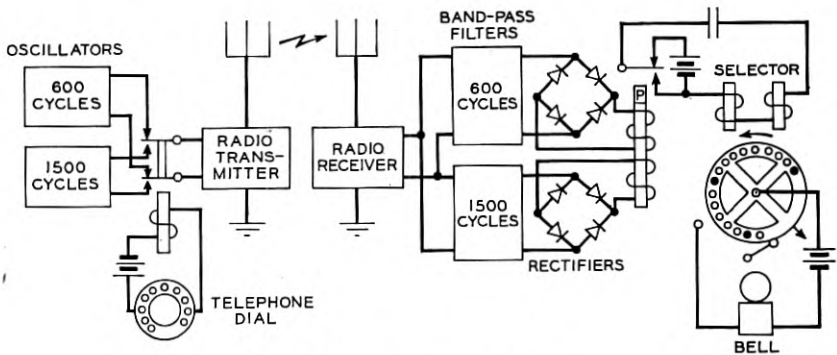 OSCILLATORS
600
CYCLES
1500
CYCLES
TELEPHONE
DIAL
RADIO
TRANS-
MITTER
RADIO
RECEIVER
BAND-PASS
FILTERS
600
CYCLES
1500
CYCLES
RECTIFIERS
P
SELECTOR
BELL